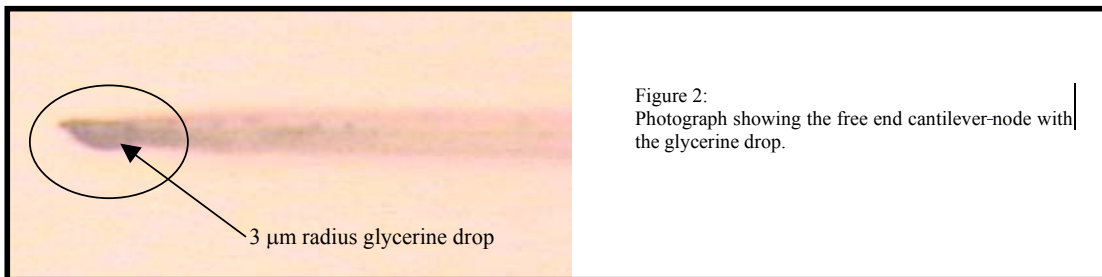 3 μm radius glycerine drop
Figure 2:
Photograph showing the free end cantilever-node with
the glycerine drop.